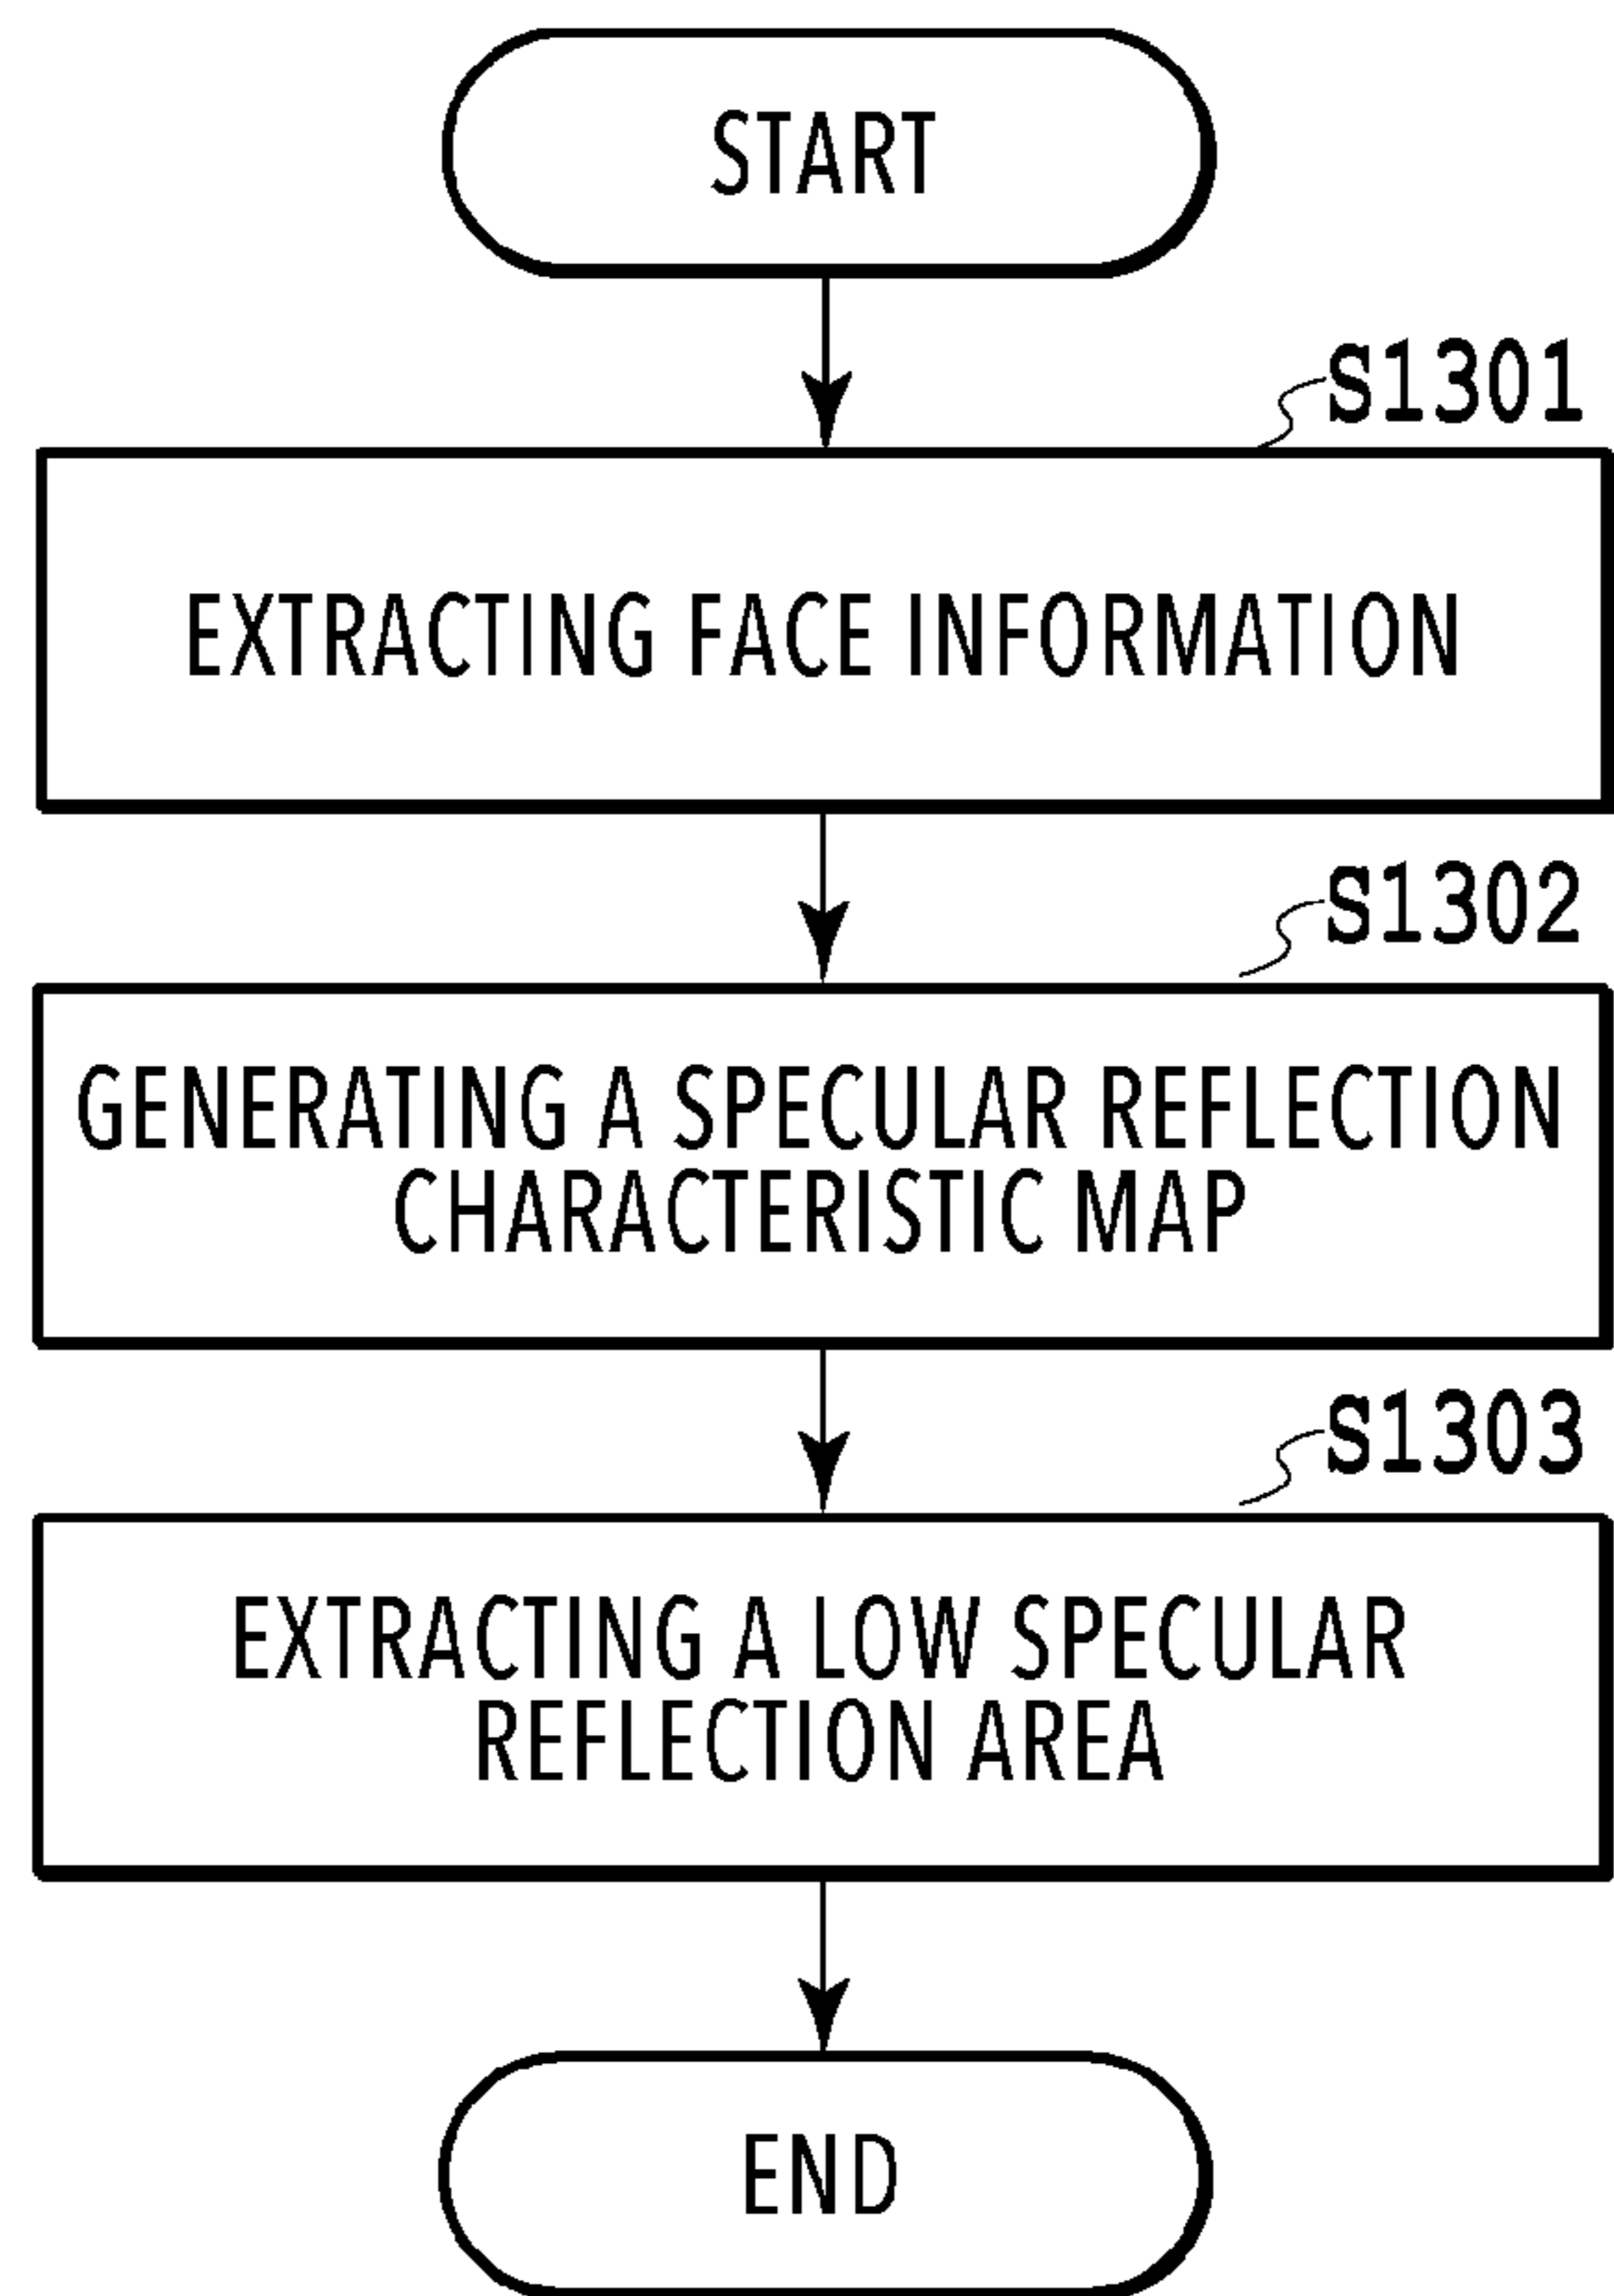 START
S1301
EXTRACTING FACE INFORMATION
S1302
GENERATING A SPECULAR REFLECTION
CHARACTERISTIC MAP
S1303
EXTRACTING A LOW SPECULAR
REFLECTION AREA
END